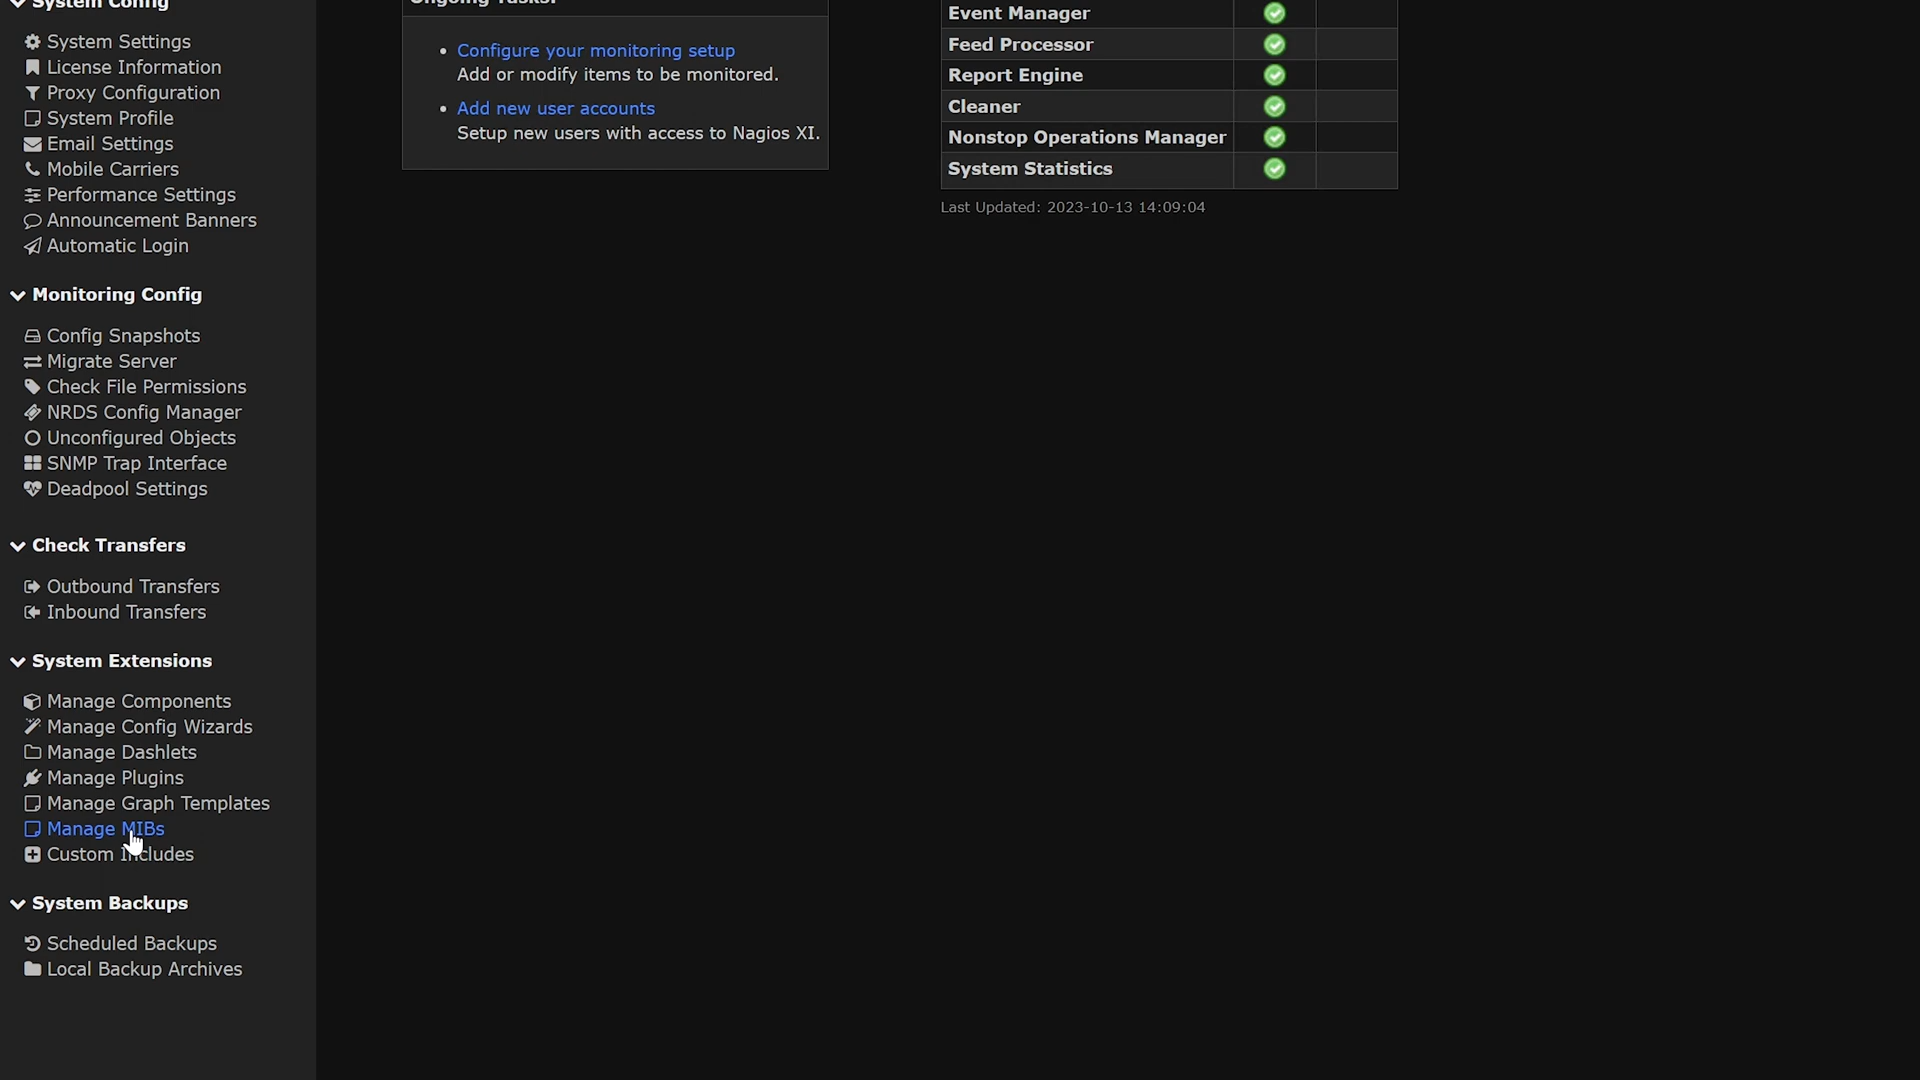 System Config
System Settings
License Information
Proxy Configuration
System Profile
Email Settings
Mobile Carriers
Performance Settings
Announcement Banners
Automatic Login
Monitoring Config
Config Snapshots
Migrate Server
Check File Permissions
NRDS Config Manager
Unconfigured Objects
SNMP Trap Interface
Deadpool Settings
Check Transfers
Outbound Transfers
Inbound Transfers
System Extensions
Manage Components
Manage Config Wizards
Manage Dashlets
Manage Plugins
Manage Graph Templates
Manage MIBs
Custom Includes
System Backups
Scheduled Backups
Local Backup Archives
Ongoing Tasks:
Configure your monitoring setup
Add or modify items to be monitored.
Add new user accounts
Setup new users with access to Nagios XI.
Event Manager
Feed Processor
Report Engine
Cleaner
Nonstop Operations Manager
System Statistics
Last Updated: 2023-10-13 14:09:04